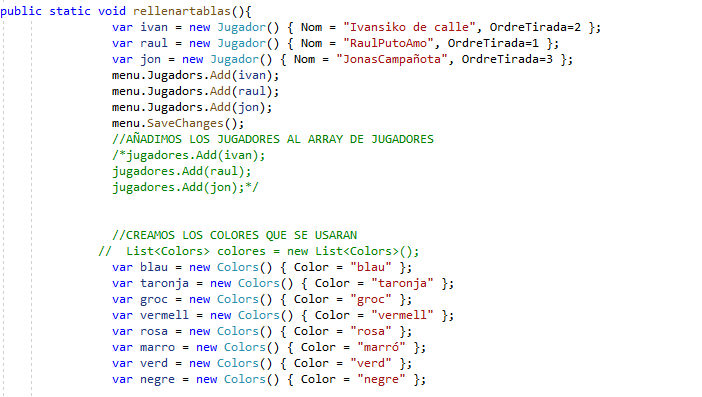 public static void rellenartablas(){
var ivan = new Jugador() { Nom = "Ivansiko de calle", OrdreTirada=2 };
var raul = new Jugador() { Nom = "RaulPutoAmo", OrdreTirada=1 };
var jon = new Jugador() { Nom = "JonasCampañota", OrdreTirada=3 };
menu.Jugadors.Add(ivan);
menu.Jugadors.Add(raul);
menu.Jugadors.Add(jon);
menu.SaveChanges();
//AÑADIMOS LOS JUGADORES AL ARRAY DE JUGADORES
/*jugadores.Add(ivan);
jugadores.Add(raul);
jugadores.Add(jon);*/
//CREAMOS LOS COLORES QUE SE USARAN
//  List<Colors> colores = new List<Colors>();
var blau = new Colors() { Color = "blau" };
var taronja = new Colors() { Color = "taronja" };
var groc = new Colors() { Color = "groc" };
var vermell = new Colors() { Color = "vermell" };
var rosa = new Colors() { Color = "rosa" };
var marro = new Colors() { Color = "marró" };
var verd = new Colors() { Color = "verd" };
var negre = new Colors() { Color = "negre" };